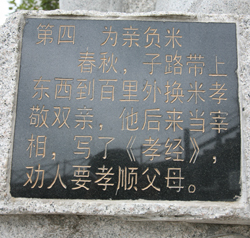 第四 为亲负米
春秋，子路带上
东西到百里外换米孝
敬双亲，他后来当宰
相，写了《孝经》，
劝人要孝顺父母。